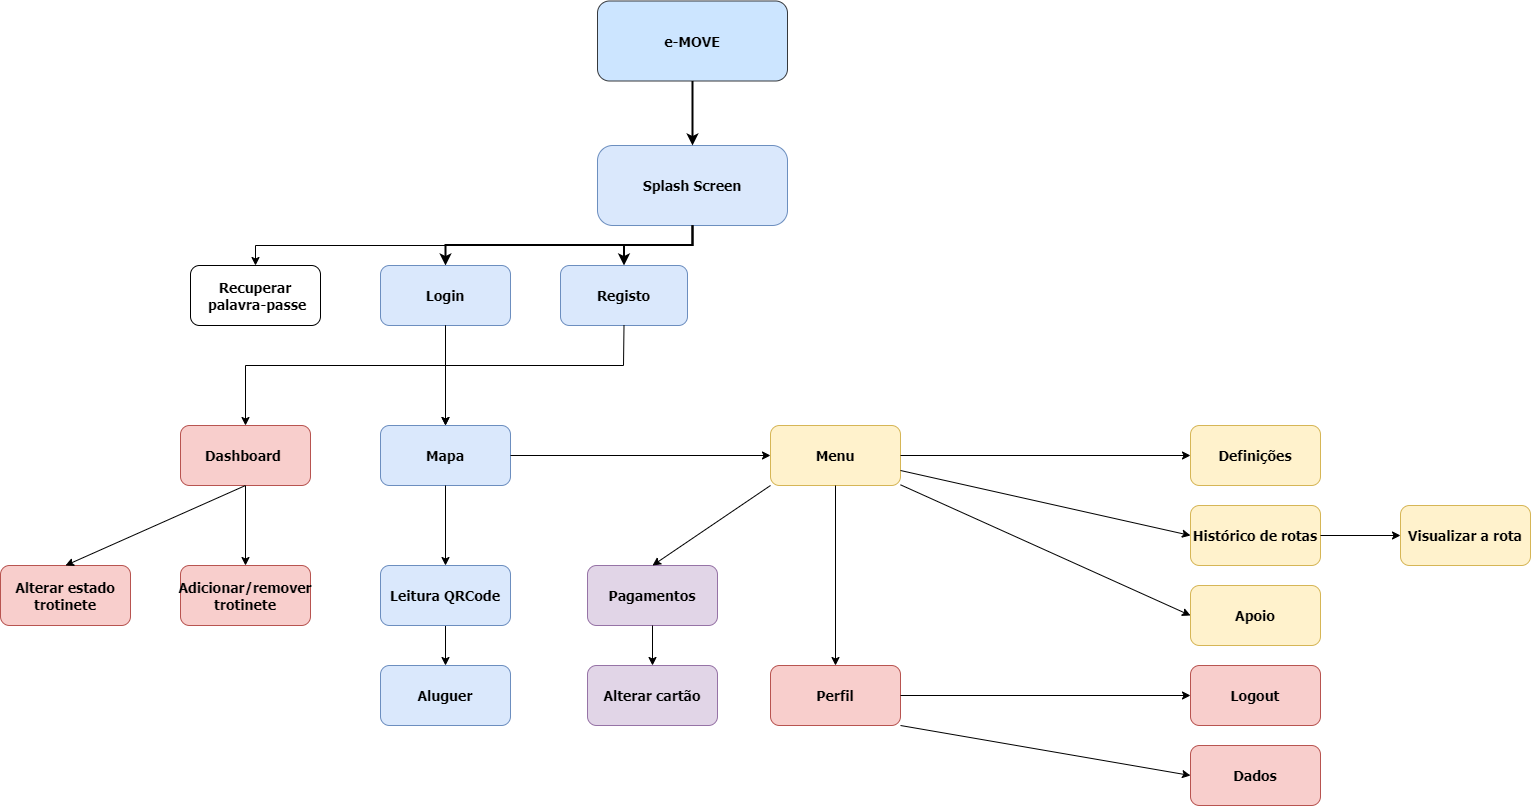 e-MOVE
Splash Screen
Recuperar
palavra-passe
Login
Registo
Dashboard
Mapa
Menu
Definições
Histórico de rotas
Visualizar a rota
Alterar estado
trotinete
Adicionar/remover
trotinete
Leitura QRCode
Pagamentos
Apoio
Aluguer
Alterar cartão
Perfil
Logout
Dados